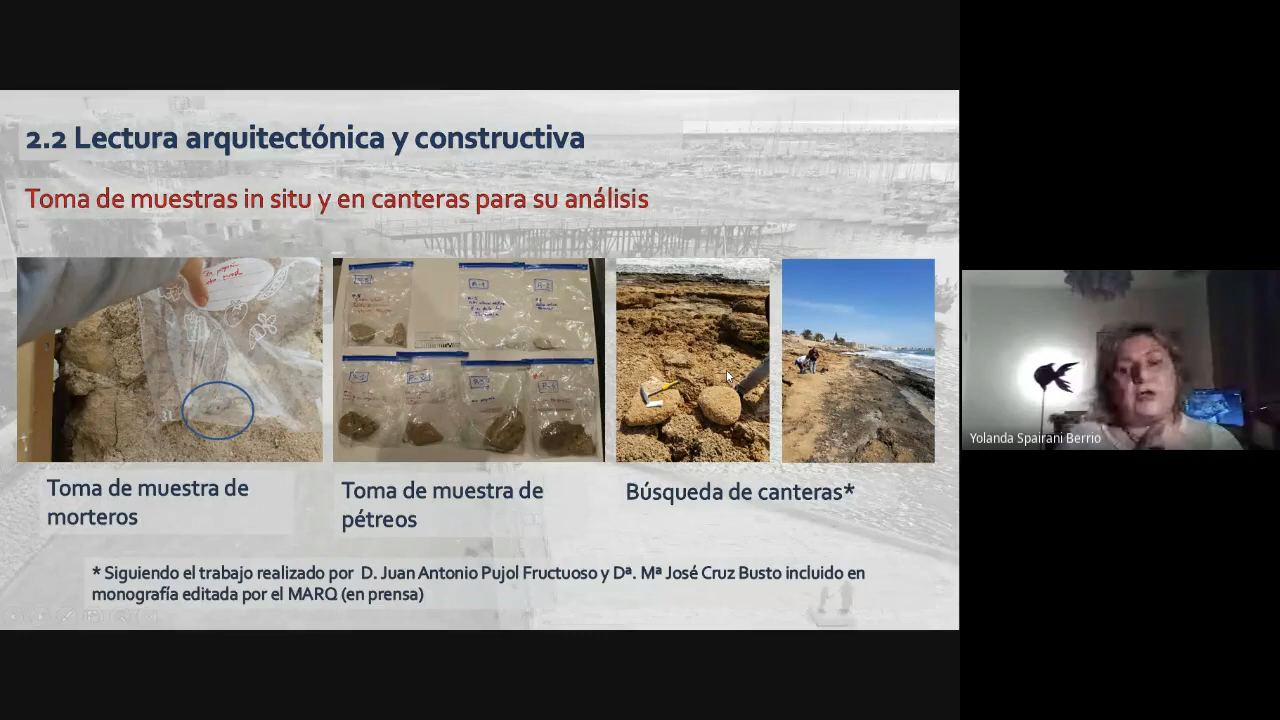 2.2 Lectura arquitectónica y constructiva
Toma de muestras in situ y en canteras para su análisis
Toma de muestra de
morteros
Toma de muestra de
pétreos
Búsqueda de canteras*
* Siguiendo el trabajo realizado por D. Juan Antonio Pujol Fructuoso y Dª. Mª José Cruz Busto incluido en
monografía editada por el MARQ (en prensa)
Yolanda Spairani Berrio